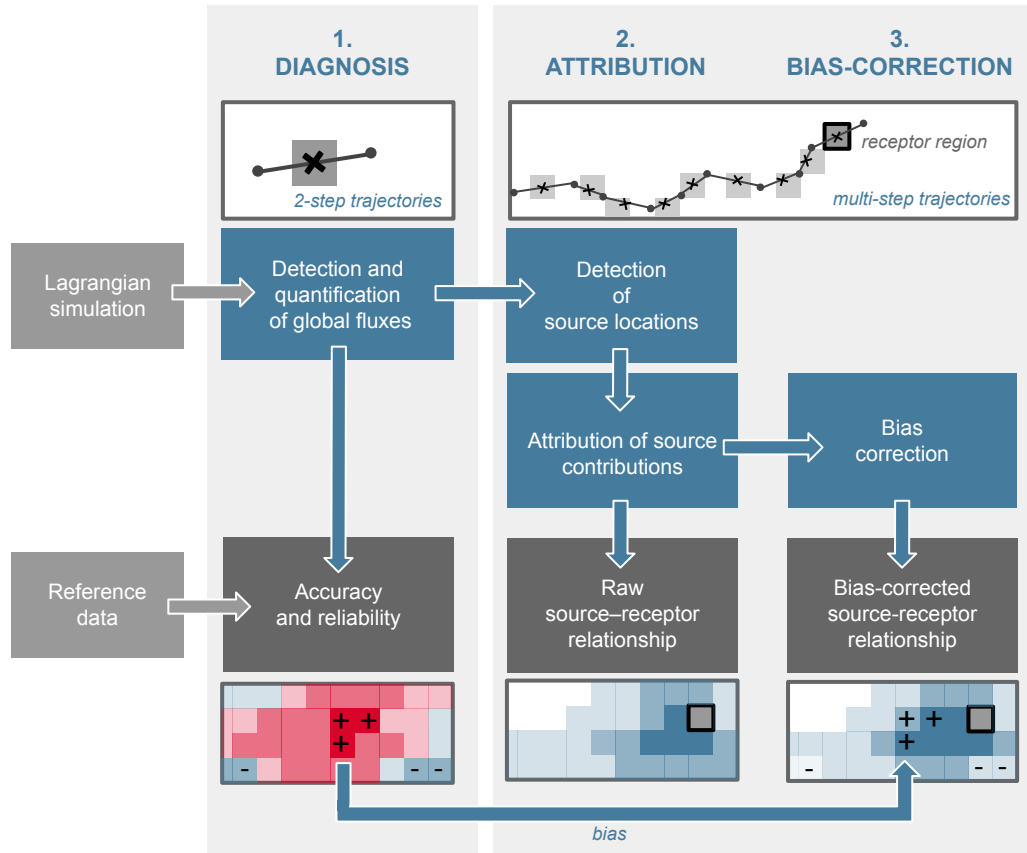 1.
DIAGNOSIS
2.
ATTRIBUTION
3.
BIAS-CORRECTION
2-step trajectories
receptor region
multi-step trajectories
Lagrangian
simulation
Detection and
quantification
of global fluxes
Detection
of
source locations
Attribution of source
contributions
Bias
correction
Reference
data
Accuracy
and reliability
Raw
source–receptor
relationship
Bias-corrected
source-receptor
relationship
+ +
+
- - -
+ +
+
- - -
bias